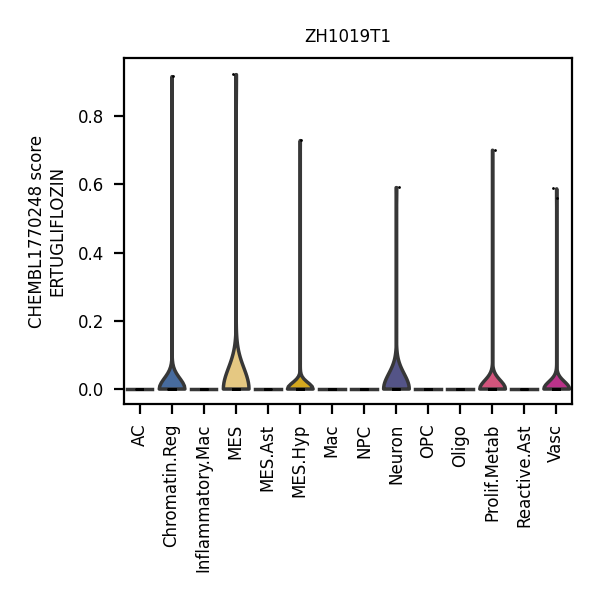 ZH1019T1
CHEMBL1770248 score
ERTUGLIFLOZIN
0.8
0.6
0.4
0.2
0.0
AC
Chromatin.Reg
Inflammatory.Mac
MES
MES.Ast
MES.Hyp
Mac
NPC
Neuron
OPC
Oligo
Prolif.Metab
Reactive.Ast
Vasc